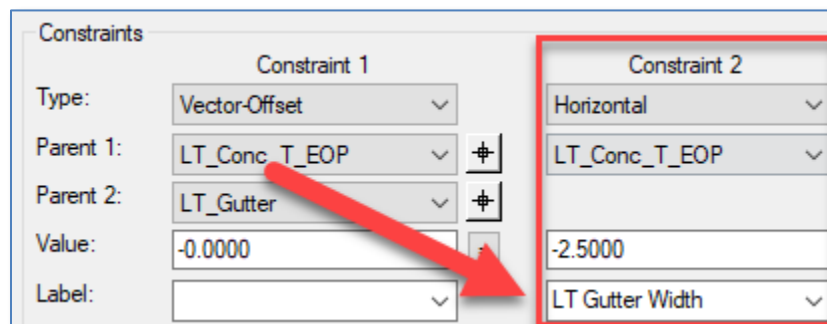 Constraints
Constraint 1 Constraint 2
Type: Vector-Offset Horizontal
Parent 1: LT_Conc_T_EOP LT_Conc_T_EOP
Parent 2: LT_Gutter
Value: -0.0000 -2.5000
Label: LT Gutter Width